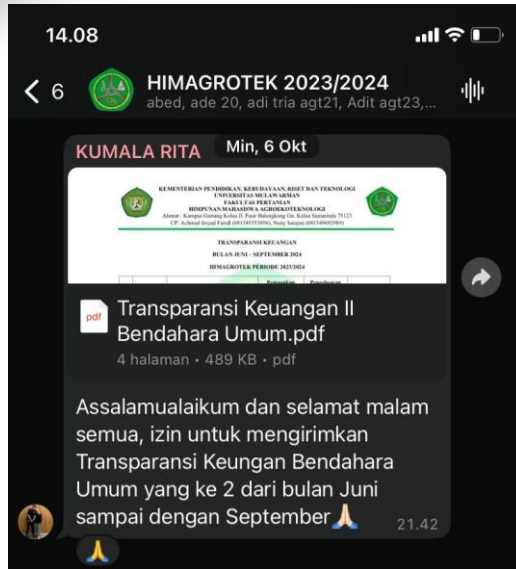 14.08
6
HIMAGROTEK 2023/2024
abed, ade 20, adi tria agt21, Adit agt23,...
KUMALA RITA
Min, 6 Okt
KEMENTERIAN PENDIDIKAN, KEBUDAYAAN, RISET DAN TEKNOLOGI
UNIVERSITAS MULAWARMAN
FAKULTAS PERTANIAN
HIMPUNAN MAHASISWA AGROEKOTEKNOLOGI
TRANSPARANSI KEUANGAN
BULAN JUNI - SEPTEMBER 2024
HIMAGROTEK PERIODE 2023/2024
pdf
Transparansi Keuangan II
Bendahara Umum.pdf
4 halaman • 489 KB • pdf
Assalamualaikum dan selamat malam
semua, izin untuk mengirimkan
Transparansi Keungan Bendahara
Umum yang ke 2 dari bulan Juni
sampai dengan September🙏🏻
21.42
🙏